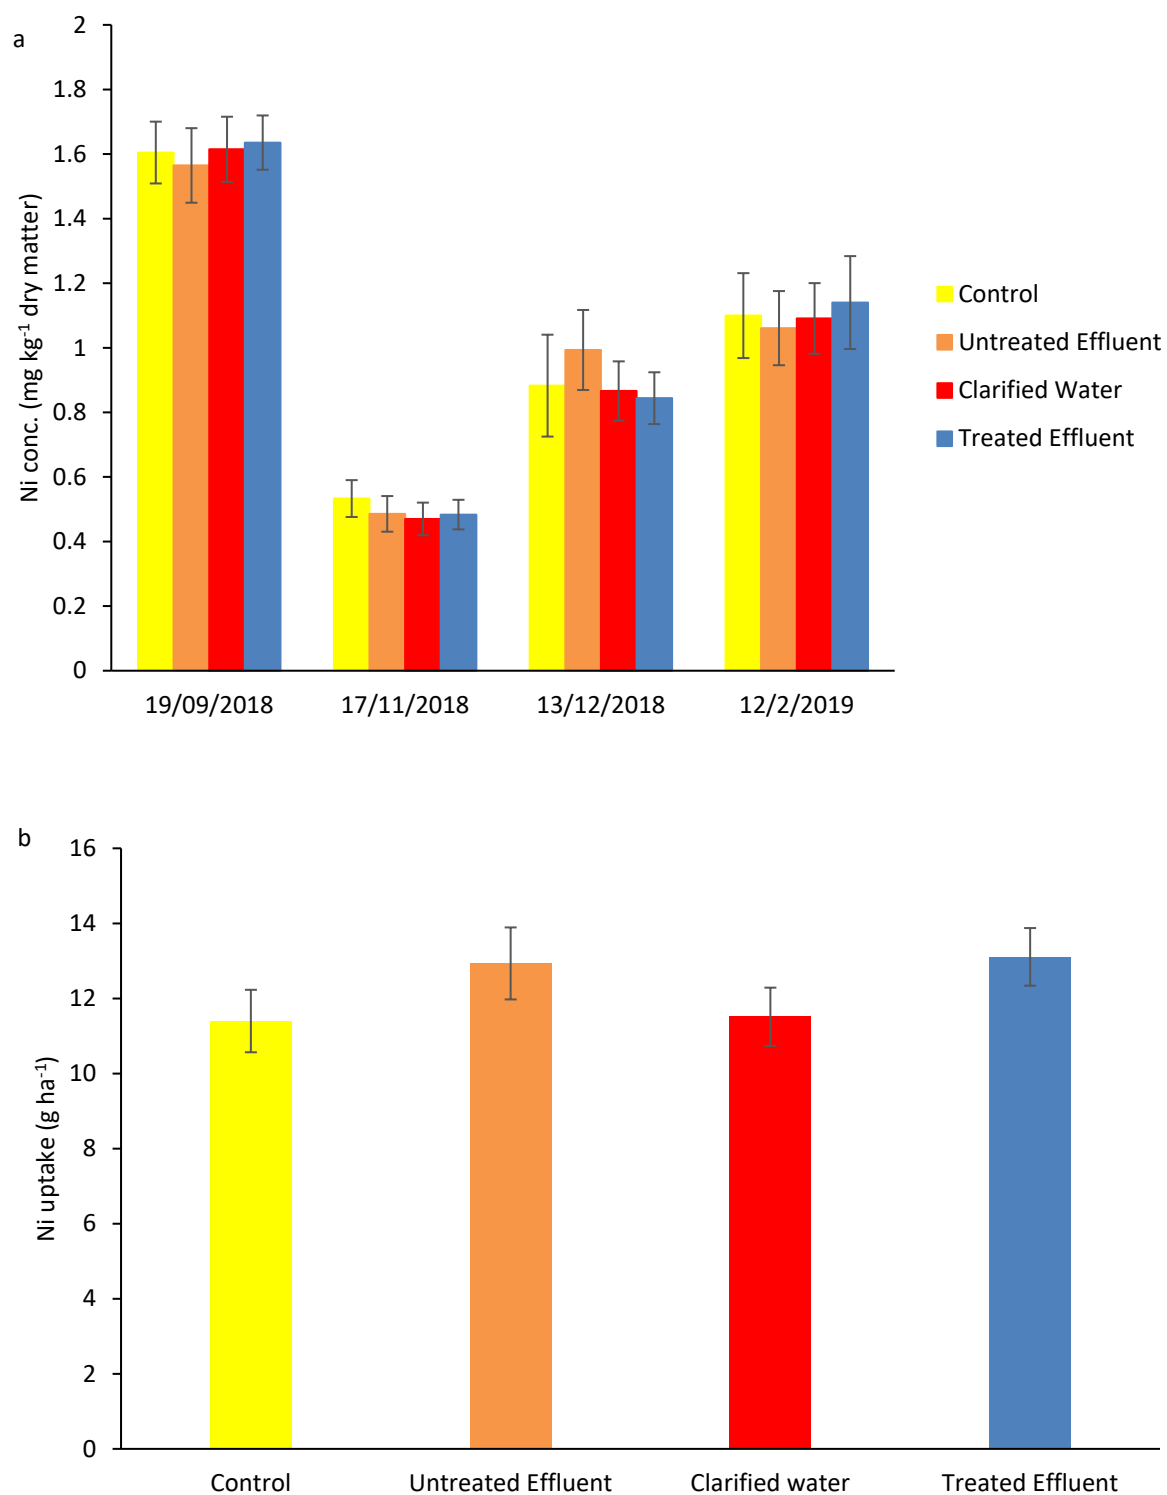 a
Ni conc. (mg kg⁻¹ dry matter)
2
1.8
1.6
1.4
1.2
1
0.8
0.6
0.4
0.2
0
19/09/2018 17/11/2018 13/12/2018 12/2/2019
Control
Untreated Effluent
Clarified Water
Treated Effluent
b
Ni uptake (g ha⁻¹)
16
14
12
10
8
6
4
2
0
Control Untreated Effluent Clarified water Treated Effluent